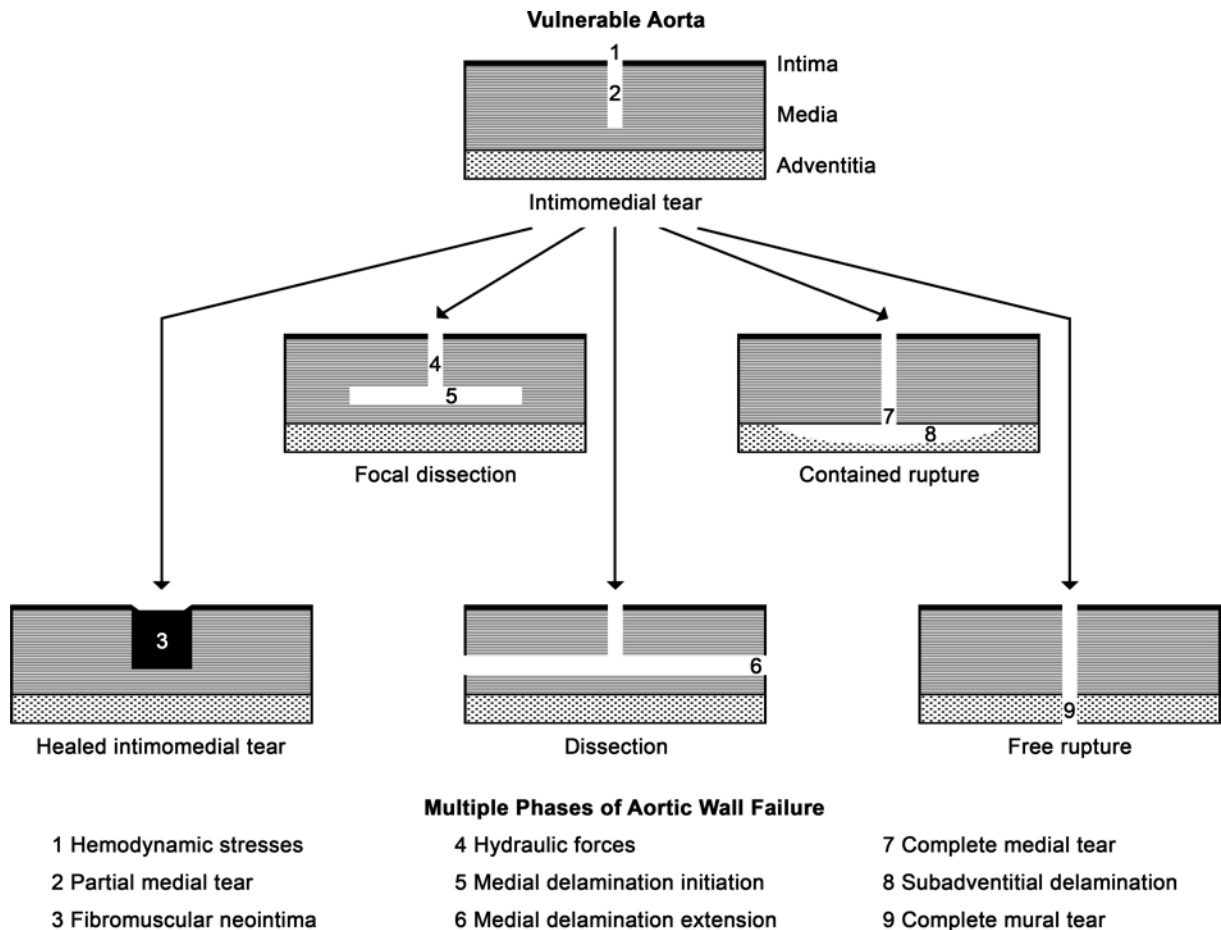 Vulnerable Aorta
1
Intima
2
Media
Adventitia
Intimomedial tear
4
5
Focal dissection
7
8
Contained rupture
3
Healed intimomedial tear
6
Dissection
9
Free rupture
Multiple Phases of Aortic Wall Failure
1 Hemodynamic stresses
2 Partial medial tear
3 Fibromuscular neointima
4 Hydraulic forces
5 Medial delamination initiation
6 Medial delamination extension
7 Complete medial tear
8 Subadventitial delamination
9 Complete mural tear